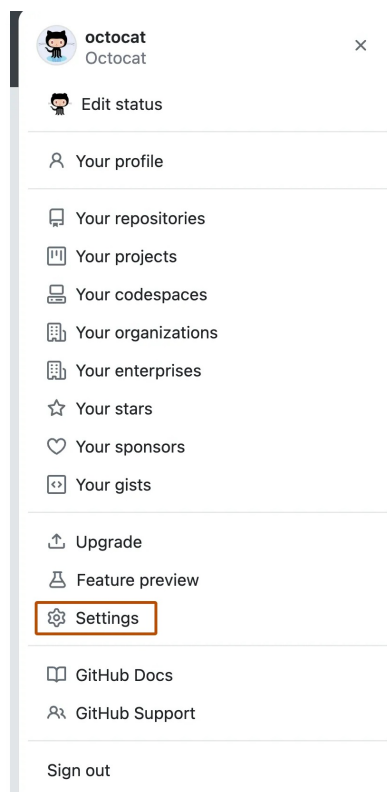 octocat
Octocat
Edit status
Your profile
Your repositories
Your projects
Your codespaces
Your organizations
Your enterprises
Your stars
Your sponsors
Your gists
Upgrade
Feature preview
Settings
GitHub Docs
GitHub Support
Sign out